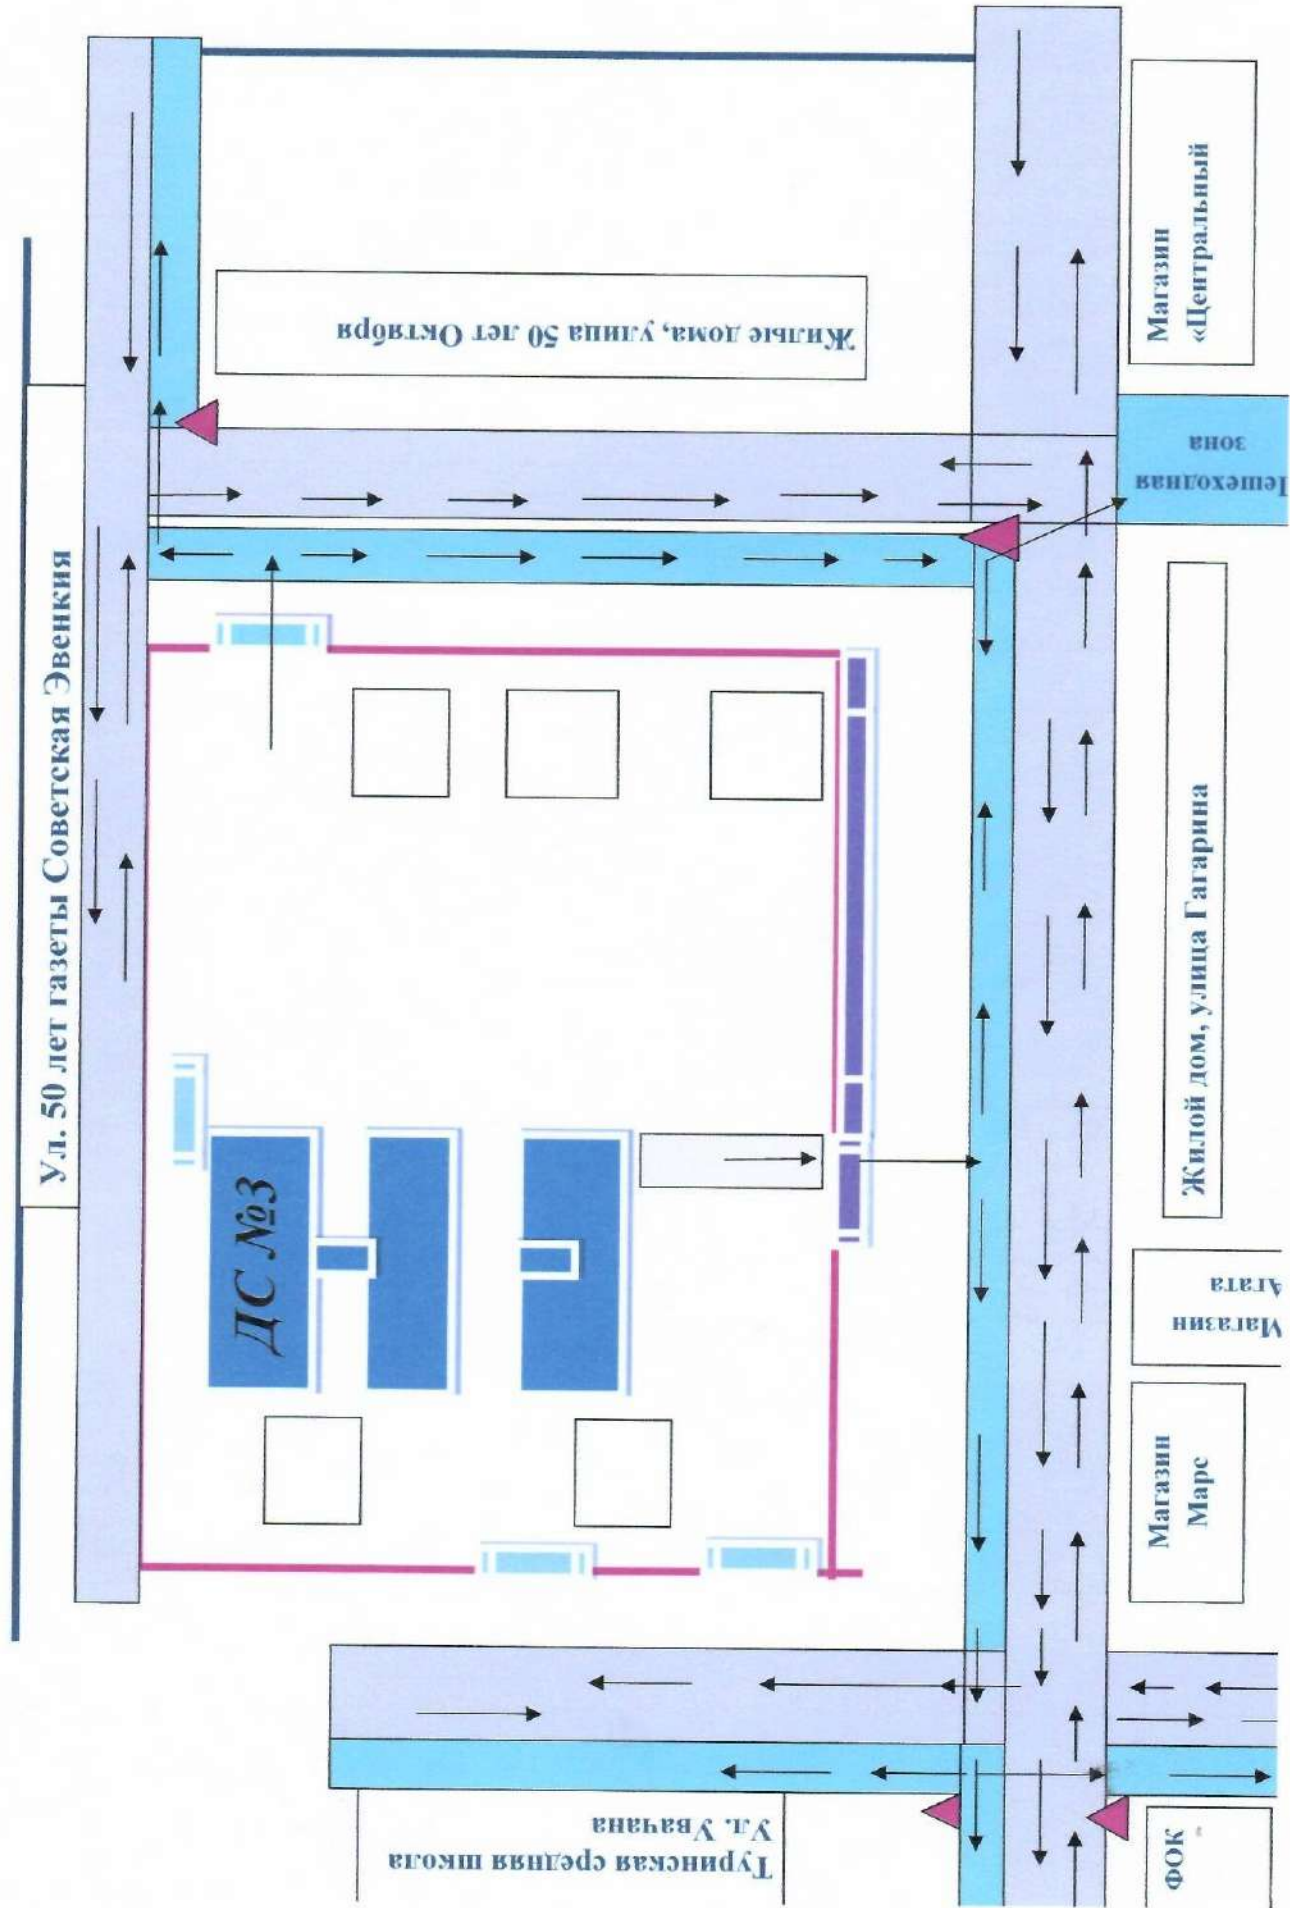 Ул. 50 лет газеты Советская Эвенкия
Жилые дома, улица 50 лет Октября
Магазин
«Центральный
Пешеходная
зона
ДС №3
Жилой дом, улица Гагарина
Магазин
Агата
Магазин
Марс
Туринская средняя школа
Ул. Увачана
ФОК